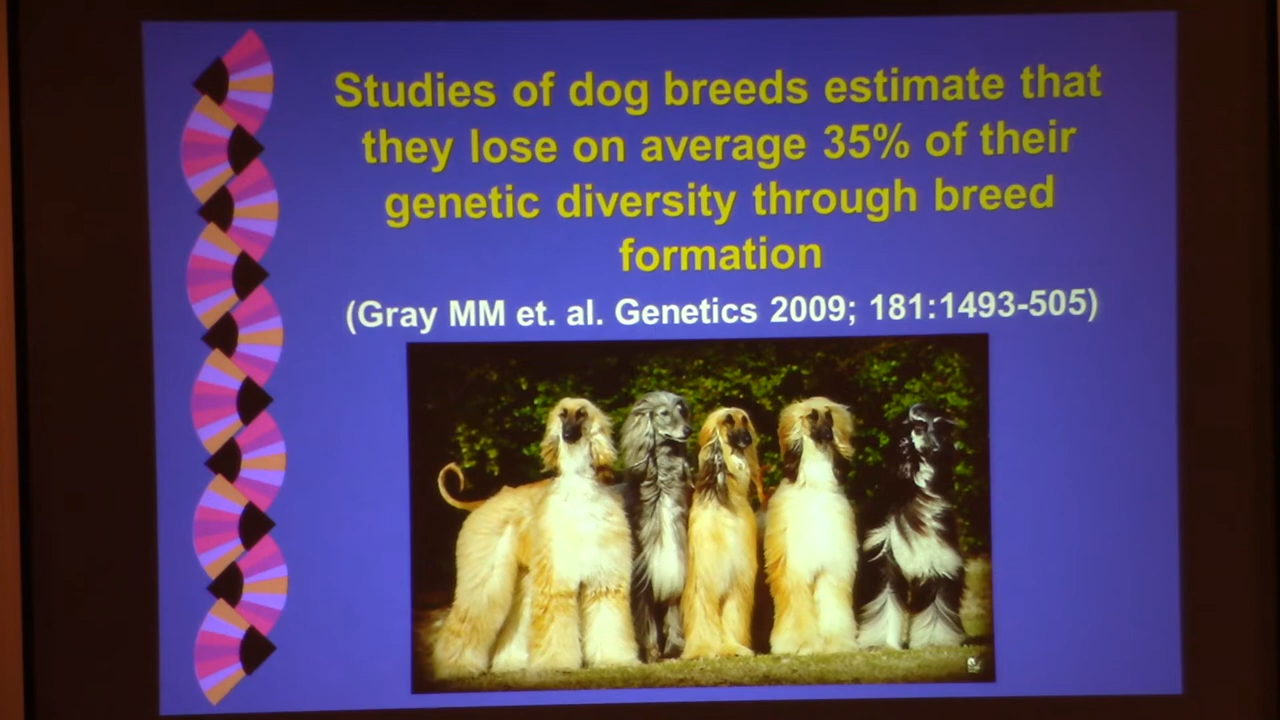 Studies of dog breeds estimate that
they lose on average 35% of their
genetic diversity through breed
formation
(Gray MM et. al. Genetics 2009; 181:1493-505)